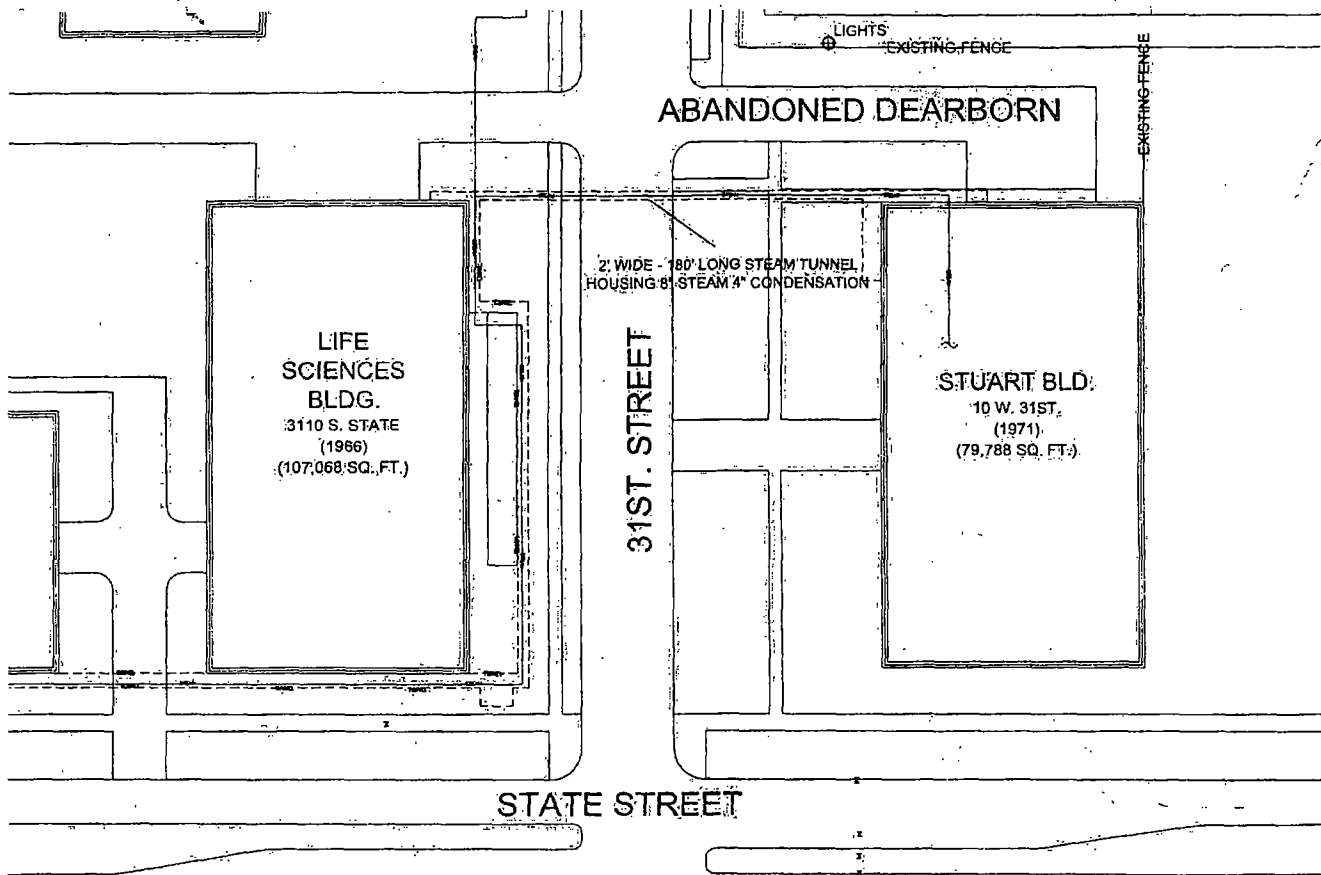 LIGHTS
EXISTING FENCE
EXISTING FENCE
ABANDONED DEARBORN
2' WIDE - 180' LONG STEAM TUNNEL
HOUSING 8" STEAM 4" CONDENSATION
LIFE
SCIENCES
BLDG.
3110 S. STATE
(1966)
(107,068 SQ. FT.)
31ST. STREET
STUART BLD.
10 W. 31ST.
(1971)
(79,788 SQ. FT.)
STATE STREET